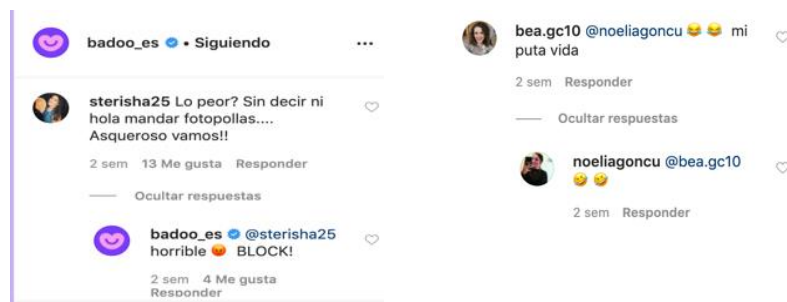 badoo_es • Siguiendo ...
sterisha25 Lo peor? Sin decir ni
hola mandar fotopollas....
Asqueroso vamos!!
2 sem 13 Me gusta Responder
Ocultar respuestas
badoo_es @sterisha25
horrible 😡 BLOCK!
2 sem 4 Me gusta
Responder
bea.gc10 @noeliagoncu 😂 😂 mi
puta vida
2 sem Responder
Ocultar respuestas
noeliagoncu @bea.gc10
🤣 🤣
2 sem Responder